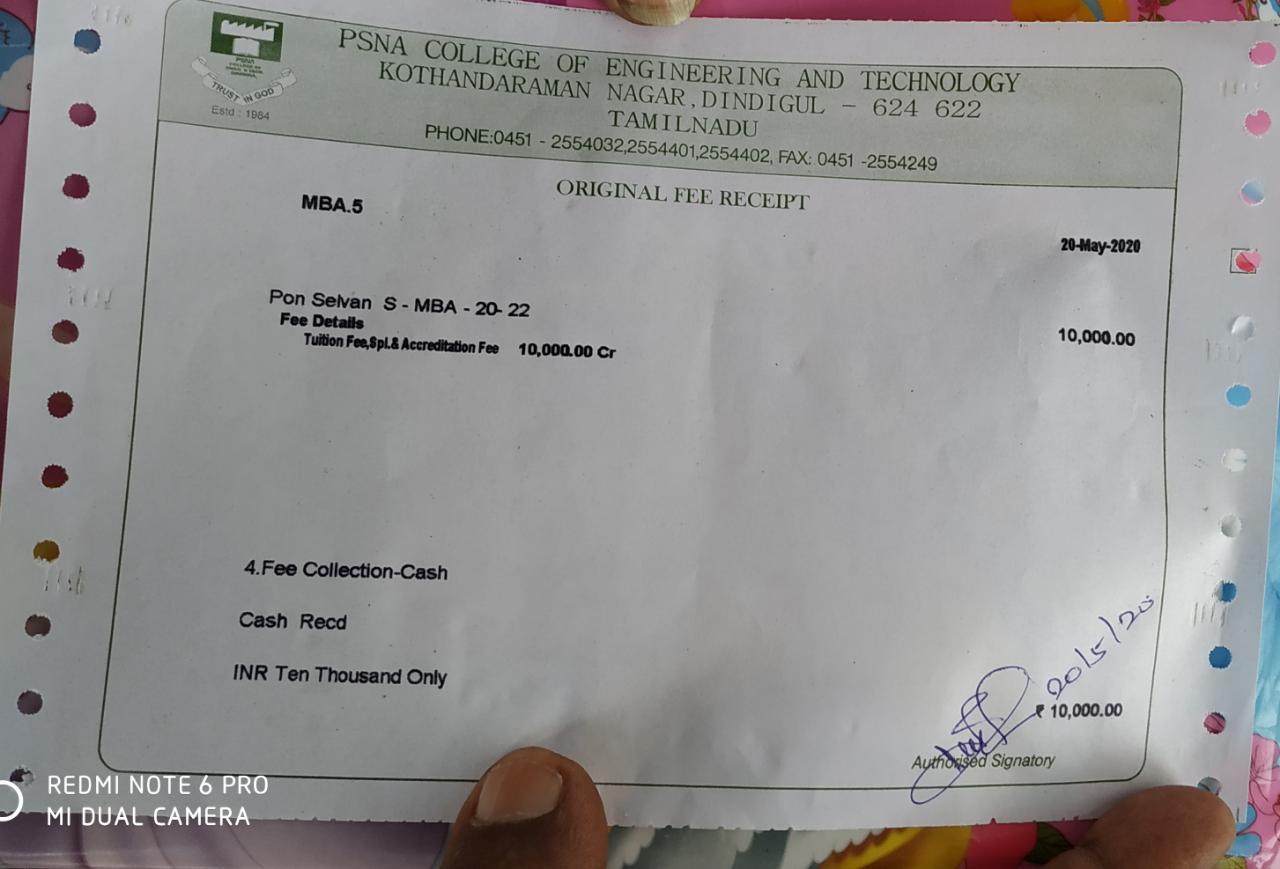 PSNA COLLEGE OF ENGINEERING AND TECHNOLOGY
KOTHANDARAMAN NAGAR,DINDIGUL - 624 622
TAMILNADU
PHONE:0451 - 2554032,2554401,2554402, FAX: 0451 -2554249
PSNA
TRUST IN GOD
Estd : 1984
ORIGINAL FEE RECEIPT
MBA.5
20-May-2020
Pon Selvan S - MBA - 20- 22
Fee Details
Tuition Fee,Spl.& Accreditation Fee 10,000.00 Cr
10,000.00
4.Fee Collection-Cash
Cash Recd
INR Ten Thousand Only
20/5/20
₹ 10,000.00
Authorised Signatory
REDMI NOTE 6 PRO
MI DUAL CAMERA